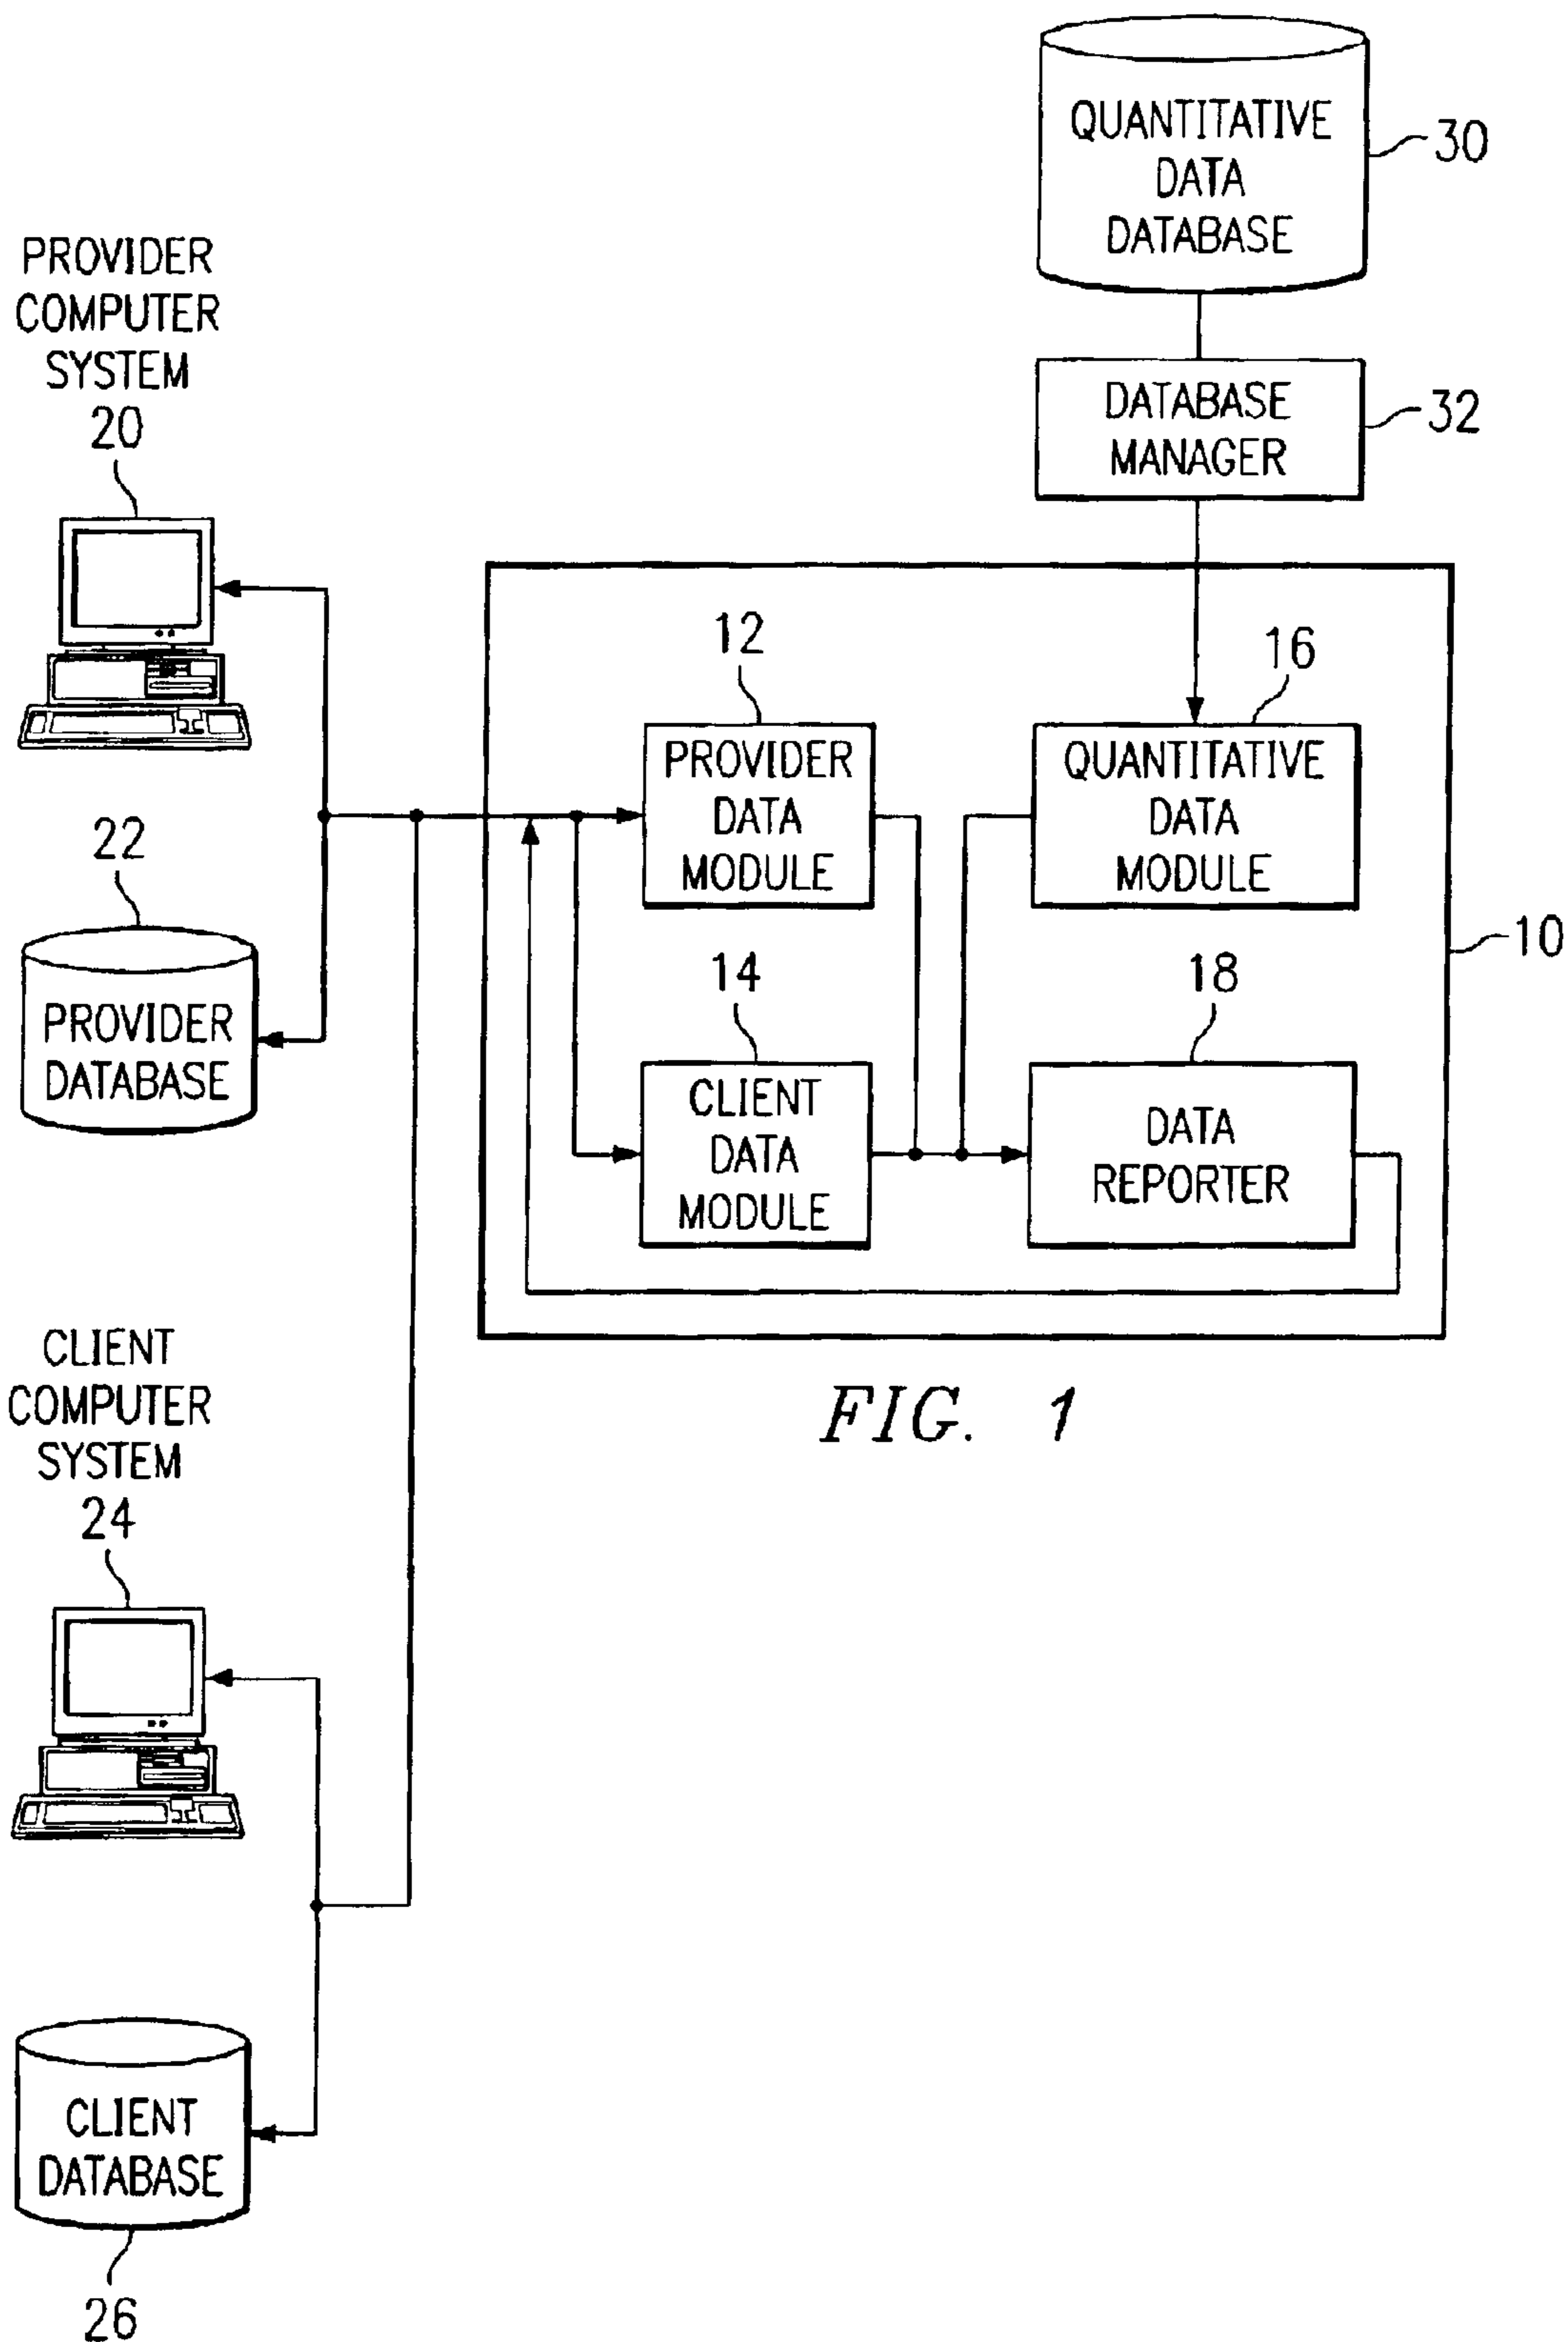 QUANTITATIVE
DATA
DATABASE
30
DATABASE
MANAGER
32
PROVIDER
COMPUTER
SYSTEM
20
22
PROVIDER
DATABASE
12
PROVIDER
DATA
MODULE
16
QUANTITATIVE
DATA
MODULE
10
14
CLIENT
DATA
MODULE
18
DATA
REPORTER
FIG. 1
CLIENT
COMPUTER
SYSTEM
24
CLIENT
DATABASE
26